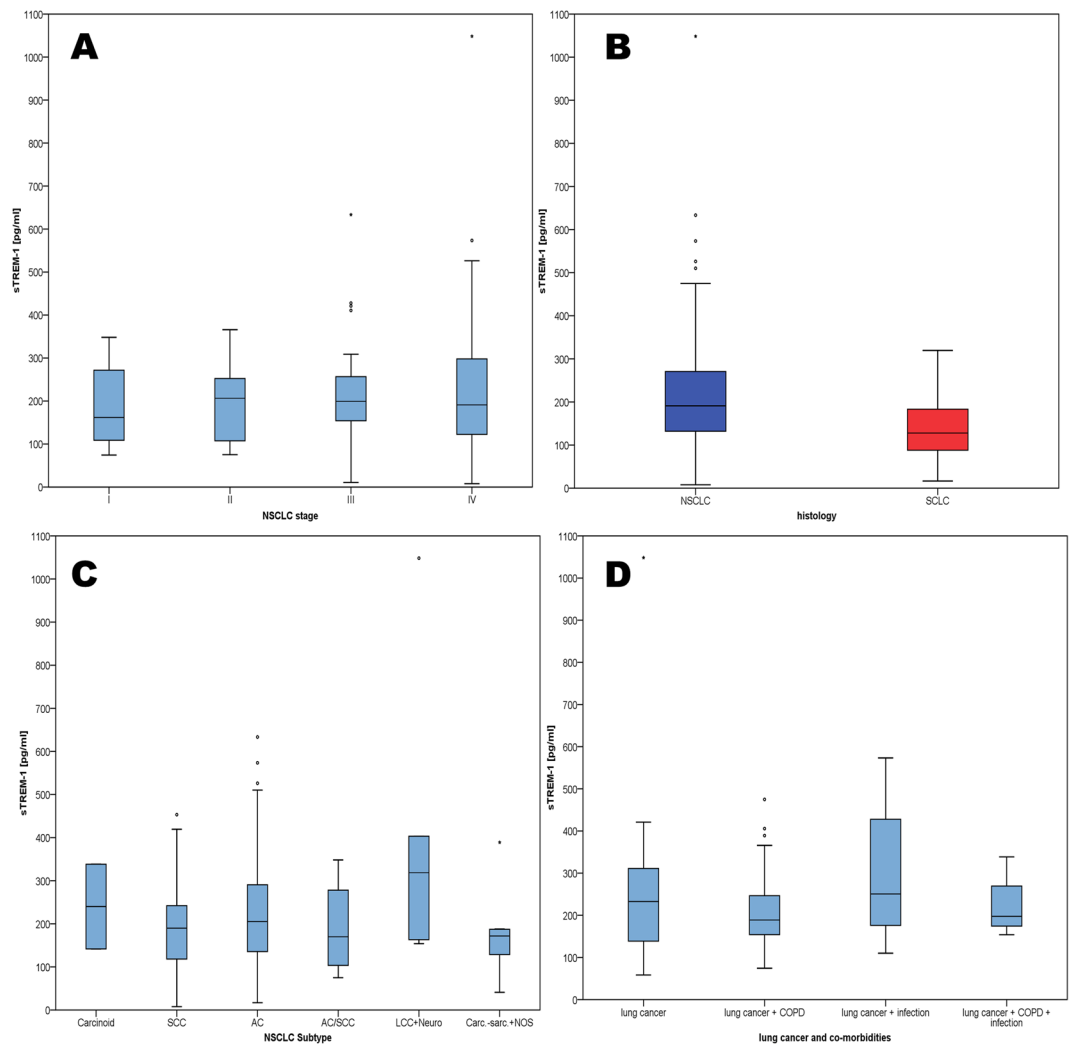 A
1100
1000
900
800
700
600
500
400
300
200
100
0
sTREM-1 [pg/ml]
I II III IV
NSCLC stage
B
1100
1000
900
800
700
600
500
400
300
200
100
0
sTREM-1 [pg/ml]
NSCLC SCLC
histology
C
1100
1000
900
800
700
600
500
400
300
200
100
0
sTREM-1 [pg/ml]
Carcinoid SCC AC AC/SCC LCC+Neuro Carc.-sarc.+NOS
NSCLC Subtype
D
1100
1000
900
800
700
600
500
400
300
200
100
0
sTREM-1 [pg/ml]
lung cancer lung cancer + COPD lung cancer + infection lung cancer + COPD +
infection
lung cancer and co-morbidities